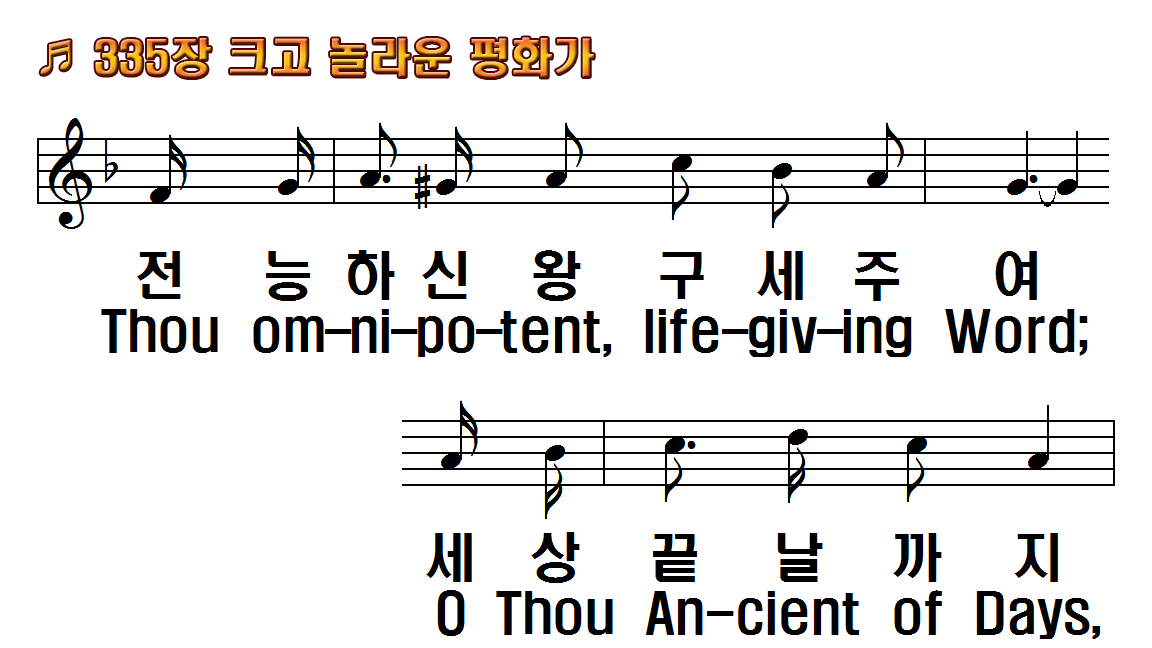 335장 크고 놀라운 평화가
전 능 하 신 왕 구 세 주 여
Thou om-ni-po-tent, life-giv-ing Word;
세 상 끝 날 까 지
O Thou An-cient of Days,